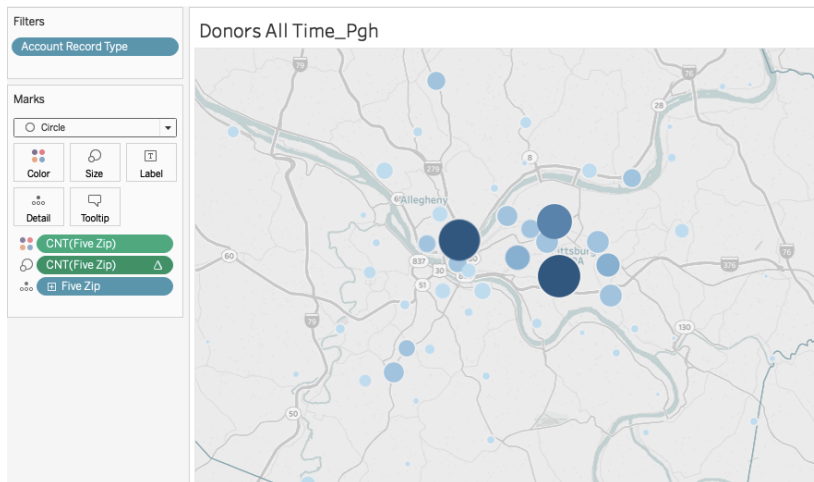 Filters
Account Record Type
Marks
Circle
Color
Size
Label
Detail
Tooltip
CNT(Five Zip)
CNT(Five Zip)
Five Zip
Donors All Time_Pgh
79
76
28
8
279
Allegheny
60
837
30
51
376
76
79
130
50